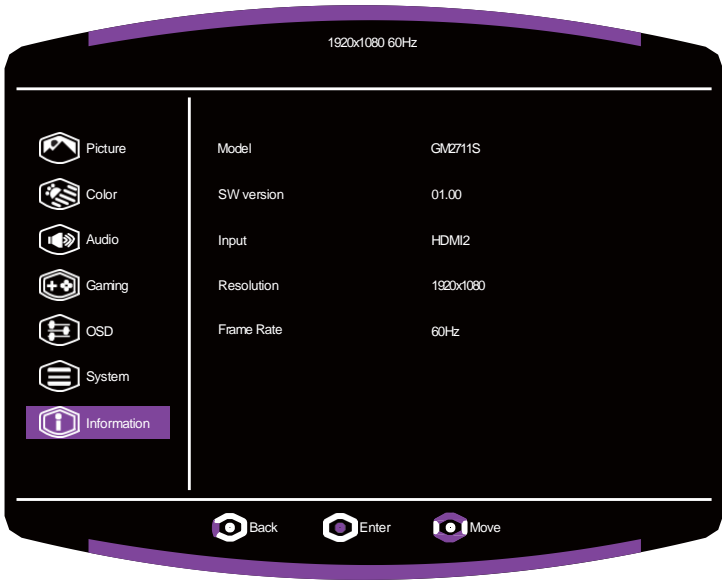 1920x1080 60Hz
Picture
Model GM2711S
Color
SW version 01.00
Audio
Input HDMI2
Gaming
Resolution 1920x1080
OSD
Frame Rate 60Hz
System
Information
Back Enter Move